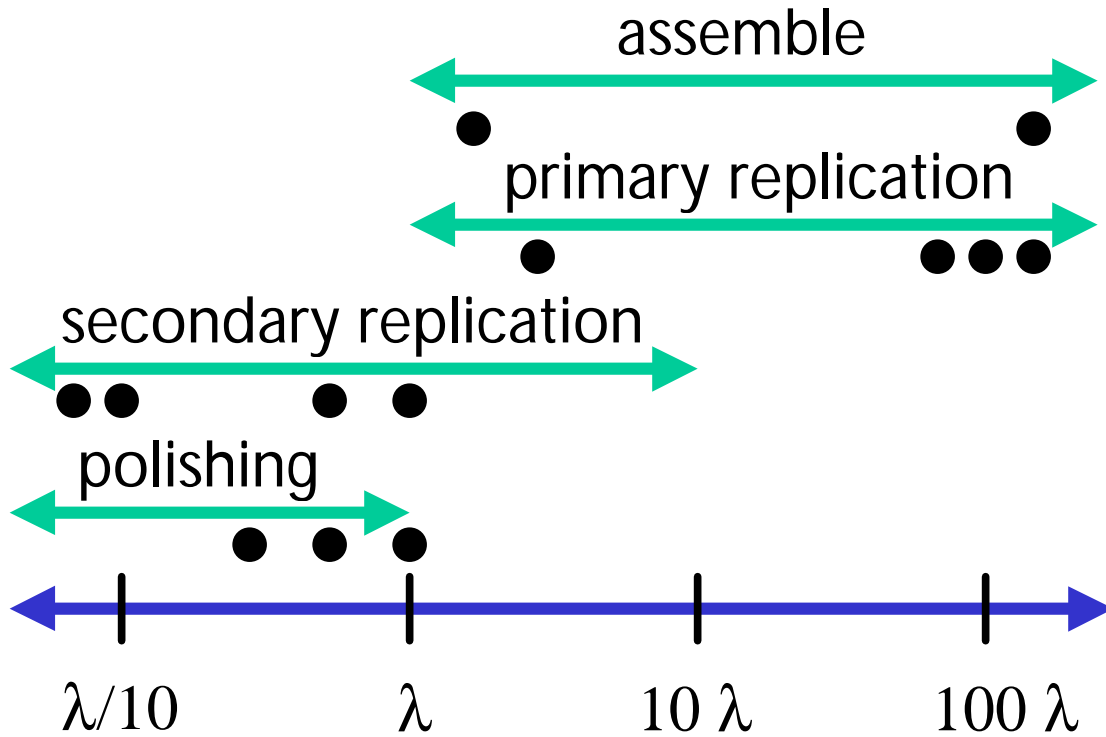 assemble
primary replication
secondary replication
polishing
λ/10 λ 10 λ 100 λ